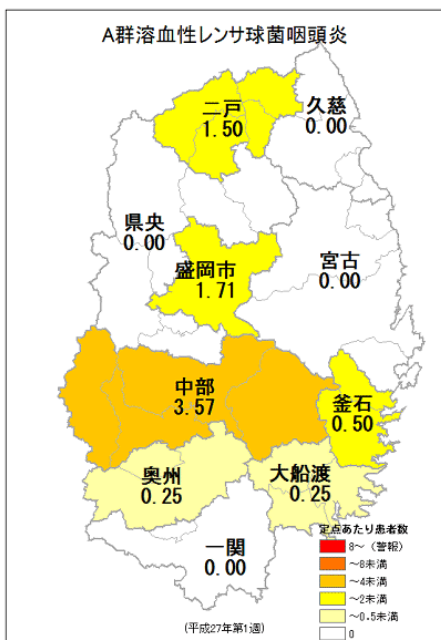 A群溶血性レンサ球菌咽頭炎
二戸
1.50
久慈
0.00
県央
0.00
盛岡市
1.71
宮古
0.00
中部
3.57
釜石
0.50
奥州
0.25
大船渡
0.25
一関
0.00
定点あたり患者数
8～（警報）
～8未満
～4未満
～2未満
～0.5未満
0
(平成27年第1週)